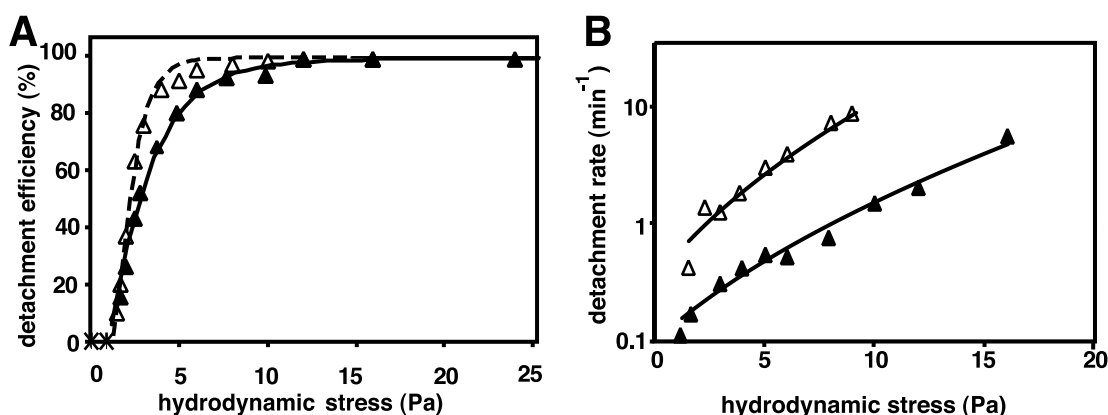 A
detachment efficiency (%)
100
80
60
40
20
0
0 5 10 15 20 25
hydrodynamic stress (Pa)
B
detachment rate (min-1)
10
1
0.1
0 5 10 15 20
hydrodynamic stress (Pa)